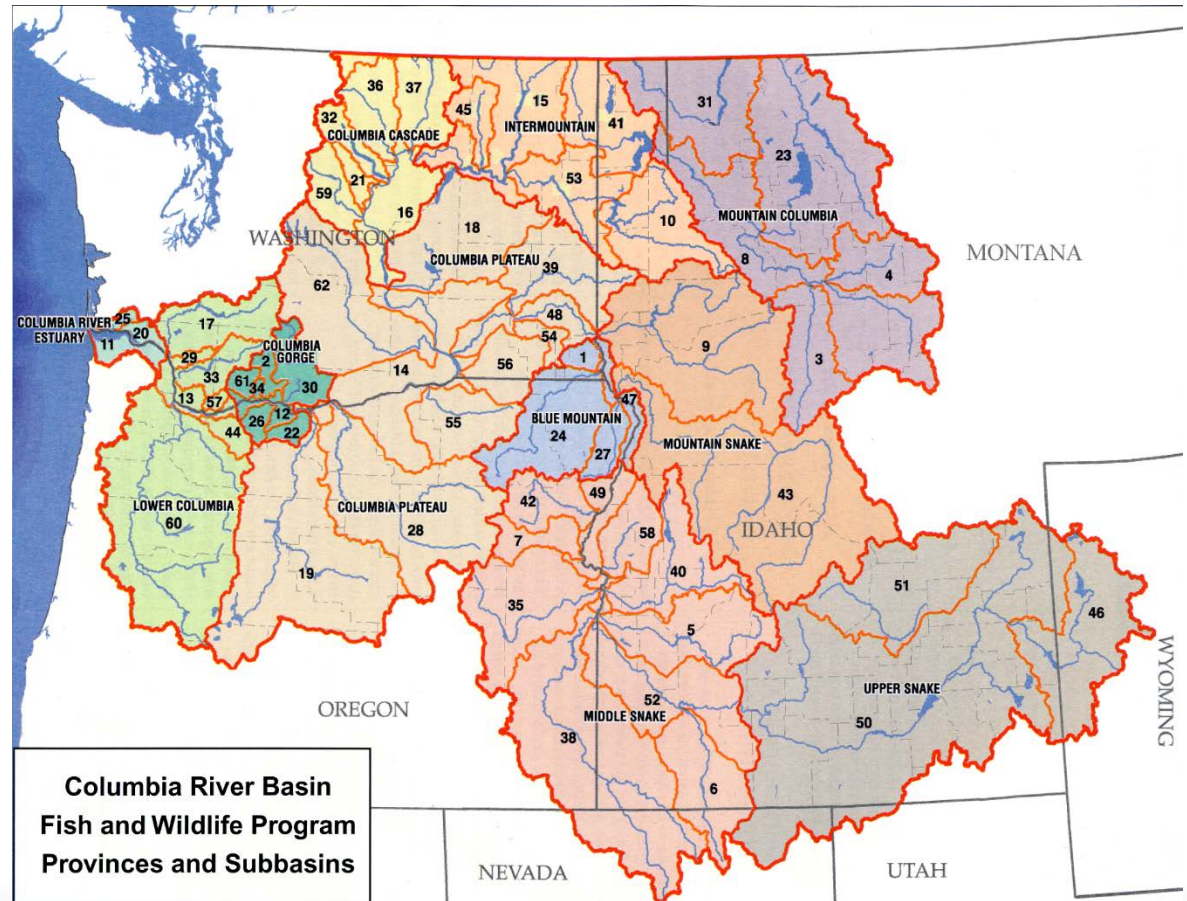 36
37
45
15
31
41
32
COLUMBIA CASCADE
INTERMOUNTAIN
23
21
53
59
16
10
MOUNTAIN COLUMBIA
18
WASHINGTON
COLUMBIA PLATEAU
39
8
4
MONTANA
62
25
COLUMBIA RIVER
ESTUARY
20
11
17
COLUMBIA
GORGE
48
54
9
29
2
1
3
33
61
34
30
14
56
13
57
12
47
26
22
44
55
BLUE MOUNTAIN
24
27
MOUNTAIN SNAKE
LOWER COLUMBIA
60
COLUMBIA PLATEAU
28
42
49
43
7
58
IDAHO
19
40
51
35
46
5
WYOMING
OREGON
52
UPPER SNAKE
MIDDLE SNAKE
50
38
6
Columbia River Basin
Fish and Wildlife Program
Provinces and Subbasins
NEVADA
UTAH